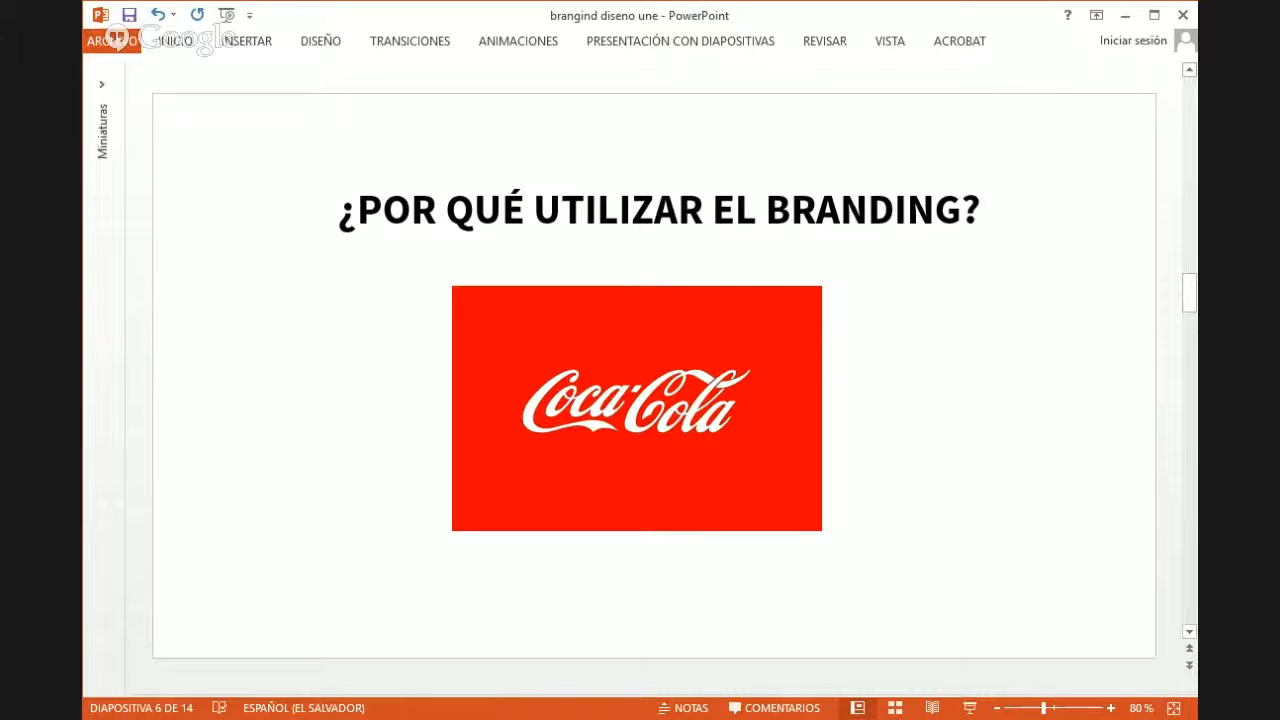 brangind diseno une - PowerPoint
?
INICIO
INSERTAR
DISEÑO
TRANSICIONES
ANIMACIONES
PRESENTACIÓN CON DIAPOSITIVAS
REVISAR
VISTA
ACROBAT
Iniciar sesión
Google
Miniaturas
¿POR QUÉ UTILIZAR EL BRANDING?
Coca-Cola
DIAPOSITIVA 6 DE 14
ESPAÑOL (EL SALVADOR)
NOTAS
COMENTARIOS
80 %